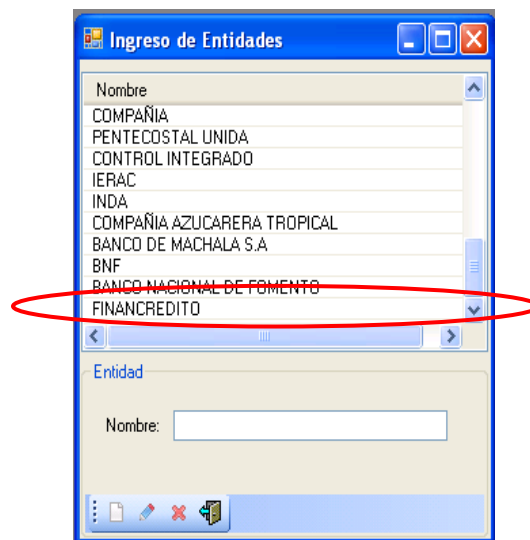 Ingreso de Entidades
Nombre
COMPAÑIA
PENTECOSTAL UNIDA
CONTROL INTEGRADO
IERAC
INDA
COMPAÑIA AZUCARERA TROPICAL
BANCO DE MACHALA S.A
BNF
BANCO NACIONAL DE FOMENTO
FINANCREDITO
Entidad
Nombre: